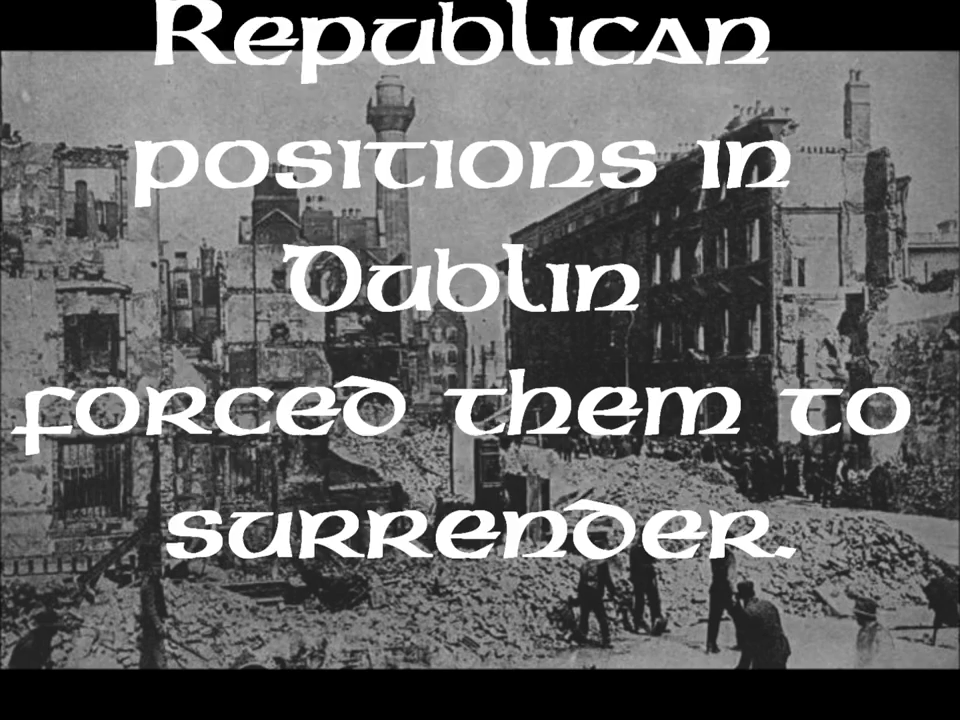 Republican
positions in
Dublin
forced them to
surrender.